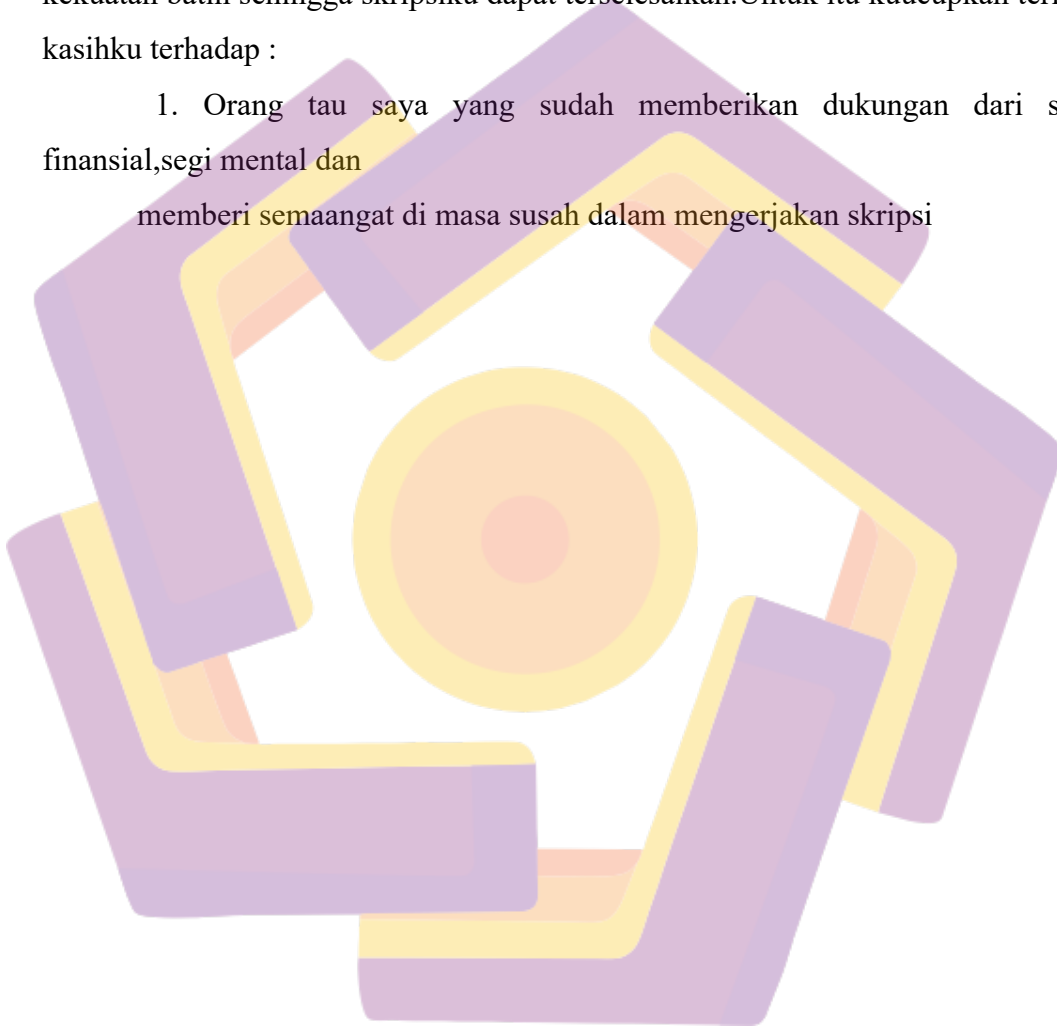 kekuatan batin sehingga skripsiku dapat terselesaikan.Untuk itu kuucupkan
kasihku terhadap :
1. Orang tau saya yang sudah memberikan dukungan dari
finansial,segi mental dan
memberi semaangat di masa susah dalam mengerjakan skripsi